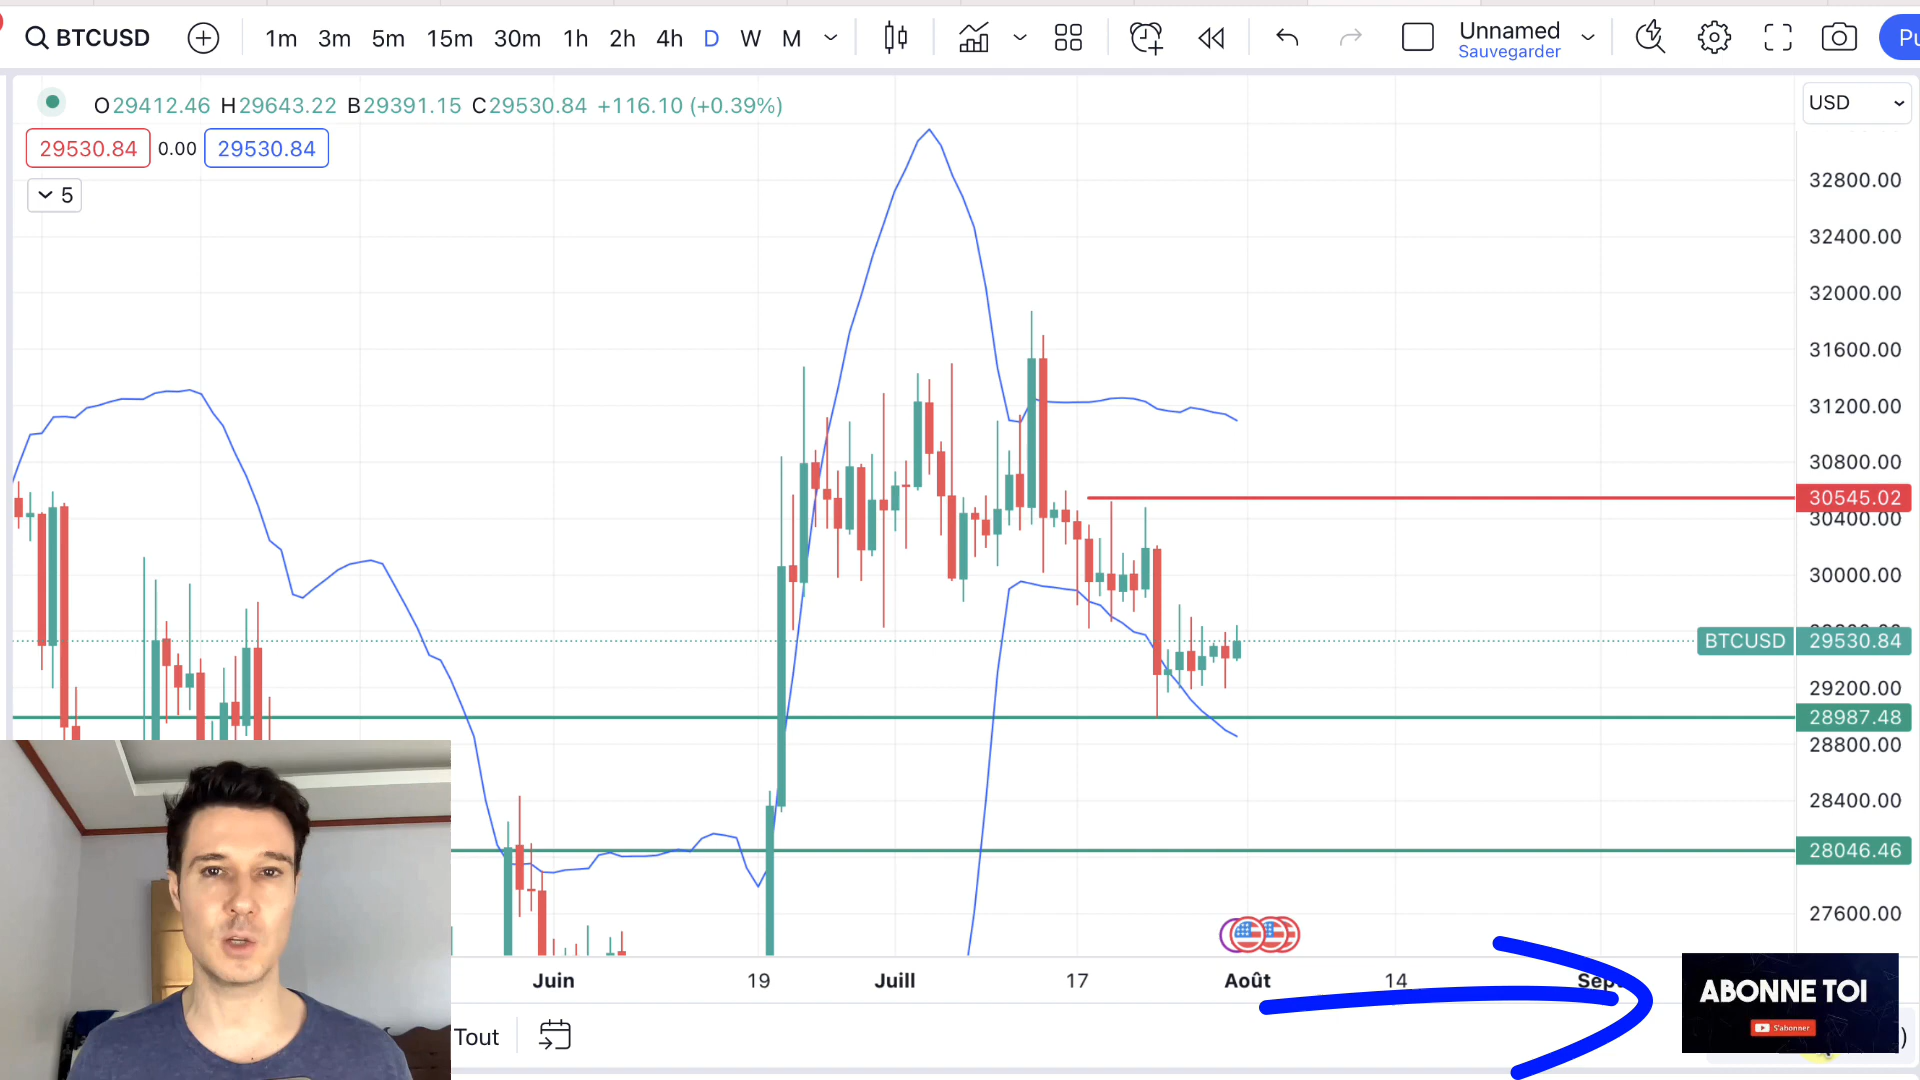 BTCUSD
1m 3m 5m 15m 30m 1h 2h 4h D W M
Unnamed
Sauvegarder
Pu
O29412.46 H29643.22 B29391.15 C29530.84 +116.10 (+0.39%)
USD
29530.84 0.00 29530.84
5
32800.00
32400.00
32000.00
31600.00
31200.00
30800.00
30545.02
30400.00
30000.00
BTCUSD 29530.84
29200.00
28987.48
28800.00
28400.00
28046.46
27600.00
Juin 19 Juill 17 Août 14 Sept
ABONNE TOI
S'abonner
Tout
)